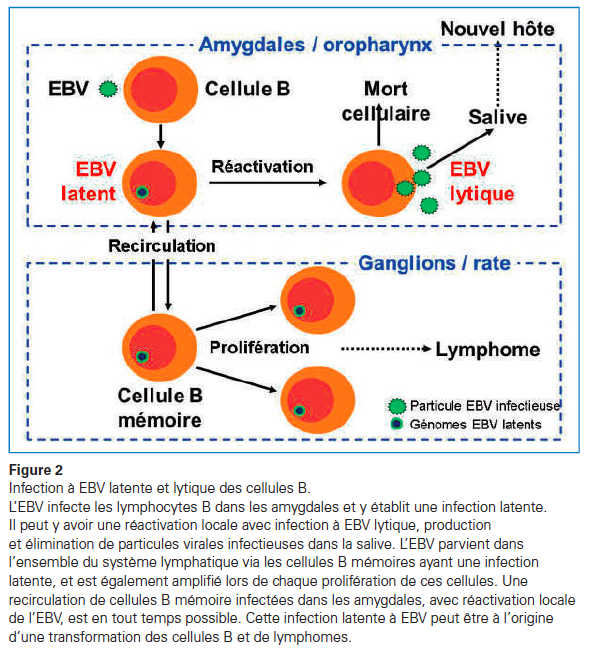 Nouvel hôte
Amygdales / oropharynx
EBV
Cellule B
Mort
cellulaire
Salive
EBV
latent
Réactivation
EBV
lytique
Recirculation
Ganglions / rate
Prolifération
Lymphome
Cellule B
mémoire
Particule EBV infectieuse
Génomes EBV latents
Figure 2
Infection à EBV latente et lytique des cellules B.
L'EBV infecte les lymphocytes B dans les amygdales et y établit une infection latente.
Il peut y avoir une réactivation locale avec infection à EBV lytique, production
et élimination de particules virales infectieuses dans la salive. L'EBV parvient dans
l'ensemble du système lymphatique via les cellules B mémoires ayant une infection
latente, et est également amplifié lors de chaque prolifération de ces cellules. Une
recirculation de cellules B mémoire infectées dans les amygdales, avec réactivation locale
de l'EBV, est en tout temps possible. Cette infection latente à EBV peut être à l'origine
d'une transformation des cellules B et de lymphomes.